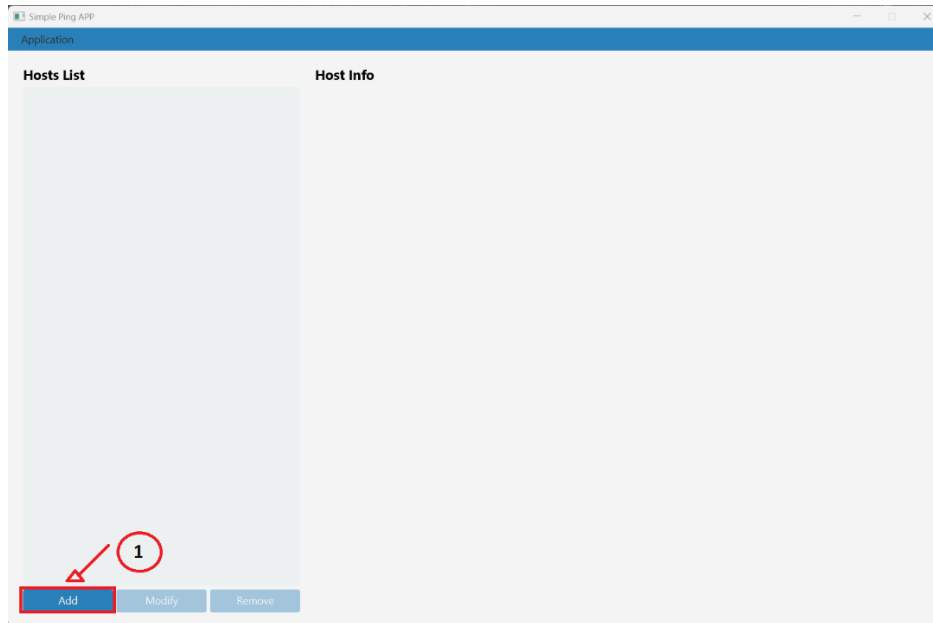 Simple Ping APP
Application
Hosts List
Host Info
1
Add
Modify
Remove